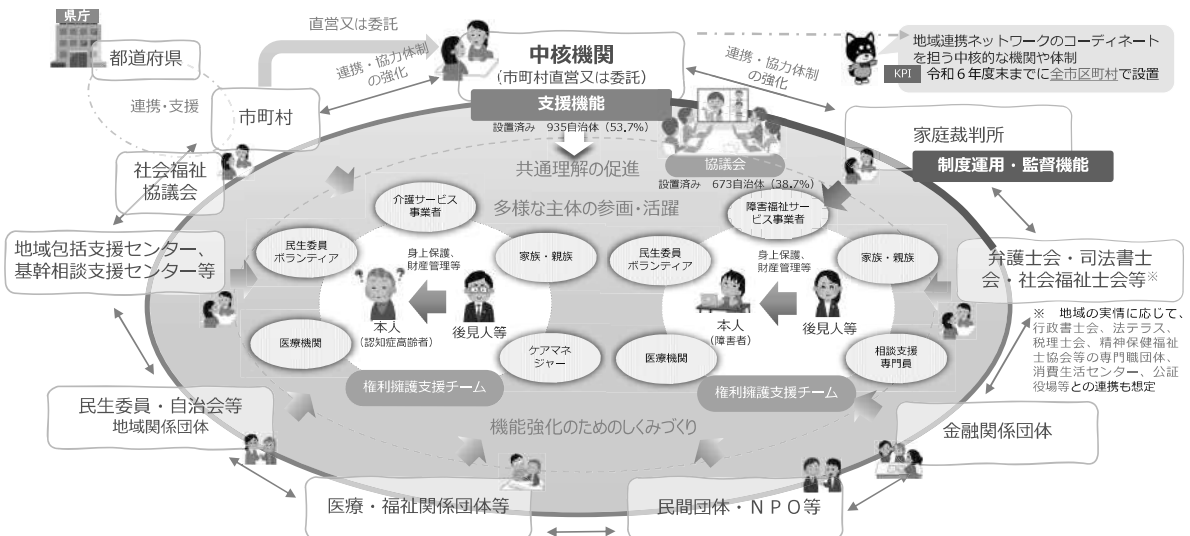 県庁
都道府県
直営又は委託
中核機関
(市町村直営又は委託)
支援機能
設置済み 935自治体(53.7%)
連携・協力体制
の強化
連携・協力体制
の強化
地域連携ネットワークのコーディネート
を担う中核的な機関や体制
KPI 令和6年度末までに全市区町村で設置
連携・支援
市町村
社会福祉
協議会
家庭裁判所
制度運用・監督機能
共通理解の促進
協議会
設置済み 673自治体(38.7%)
多様な主体の参画・活躍
地域包括支援センター、
基幹相談支援センター等
弁護士会・司法書士
会・社会福祉士会等※
介護サービス
事業者
民生委員
ボランティア
身上保護、
財産管理等
家族・親族
本人
(認知症高齢者)
後見人等
医療機関
ケアマネ
ジャー
権利擁護支援チーム
障害福祉サー
ビス事業者
民生委員
ボランティア
身上保護、
財産管理等
家族・親族
本人
(障害者)
後見人等
医療機関
相談支援
専門員
権利擁護支援チーム
※ 地域の実情に応じて、
行政書士会、法テラス、
税理士会、精神保健福祉
士協会等の専門職団体、
消費生活センター、公証
役場等との連携も想定
民生委員・自治会等
地域関係団体
機能強化のためのしくみづくり
金融関係団体
医療・福祉関係団体等
民間団体・NPO等